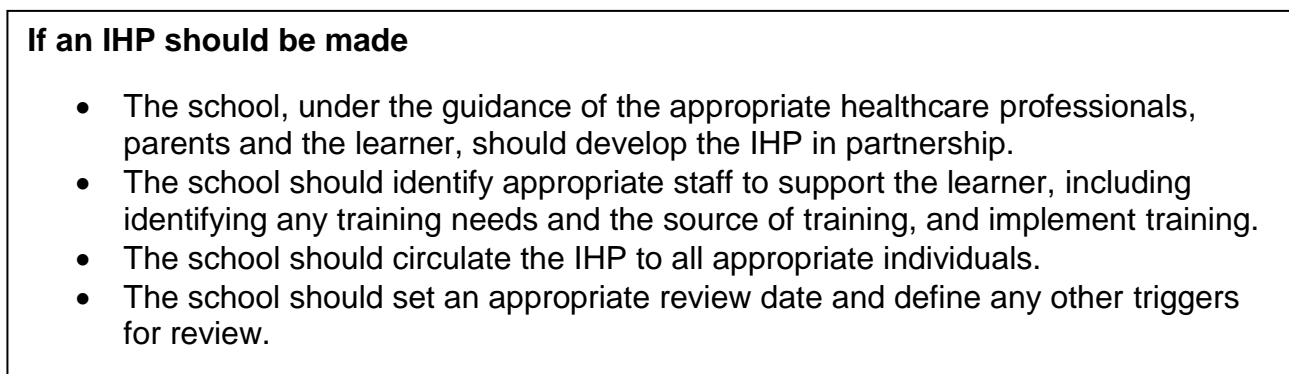 If an IHP should be made
• The school, under the guidance of the appropriate healthcare professionals,
parents and the learner, should develop the IHP in partnership.
• The school should identify appropriate staff to support the learner, including
identifying any training needs and the source of training, and implement training.
• The school should circulate the IHP to all appropriate individuals.
• The school should set an appropriate review date and define any other triggers
for review.